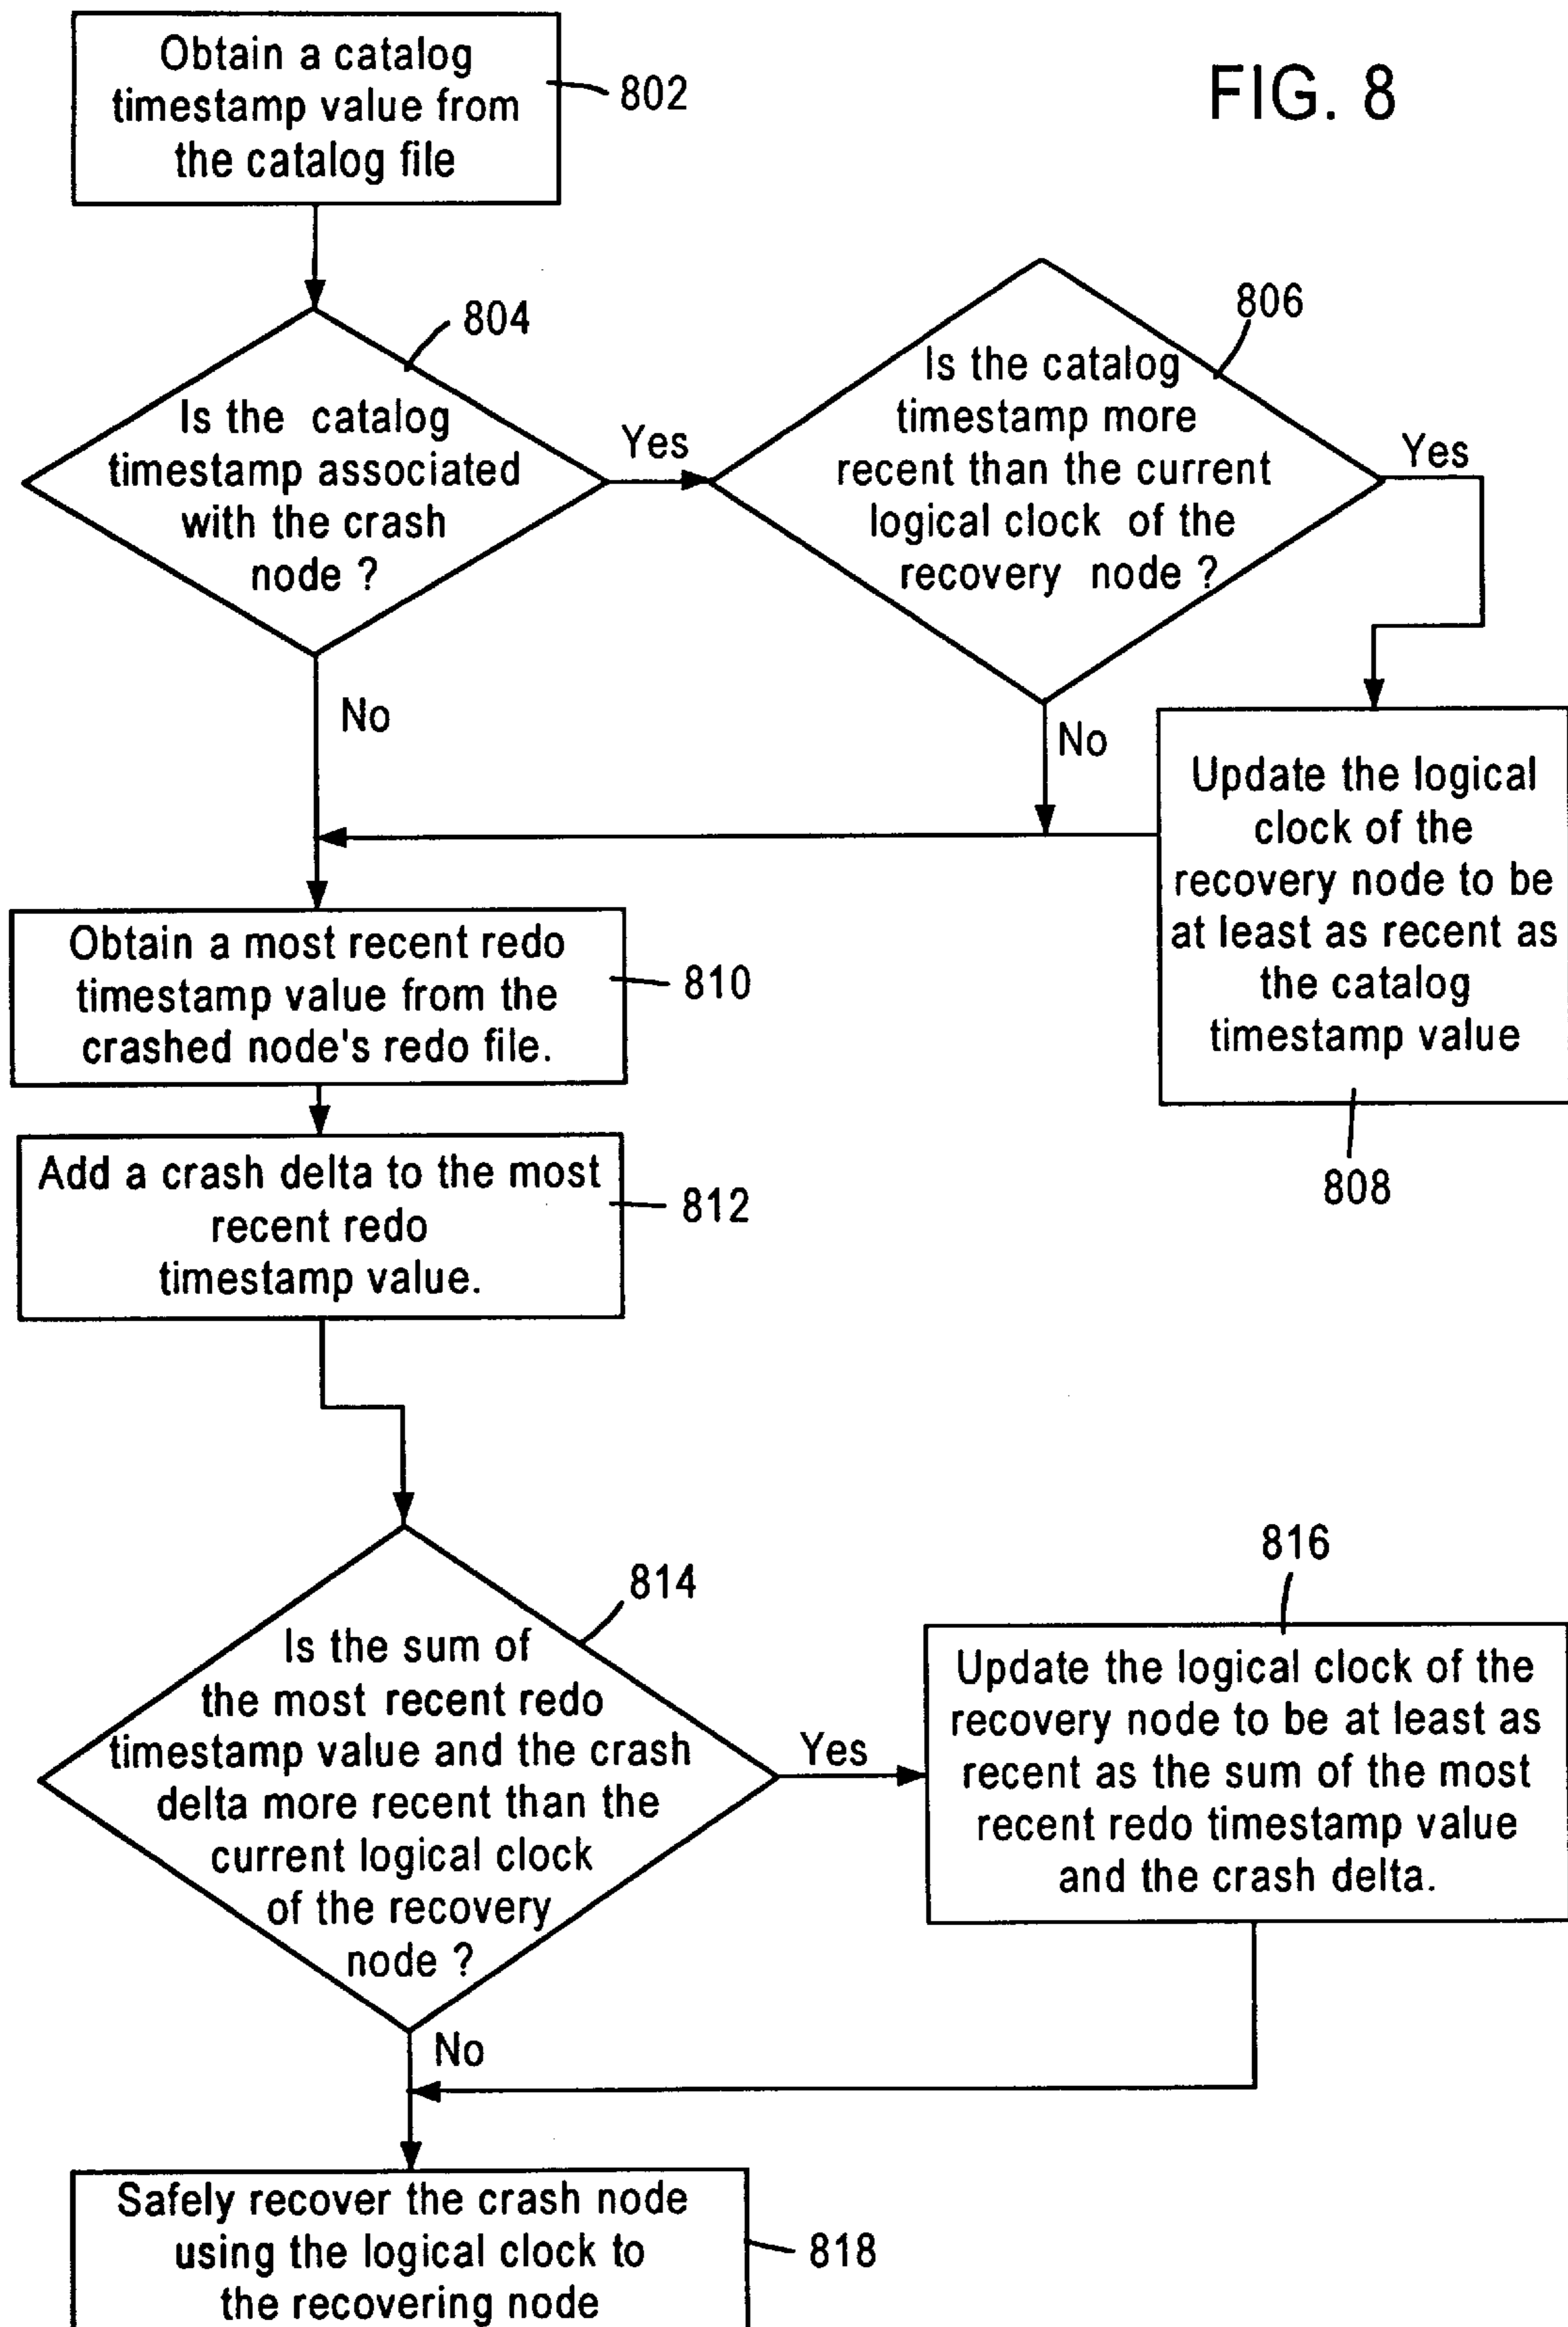 FIG. 8
Obtain a catalog
timestamp value from
the catalog file
802
804
Is the catalog
timestamp associated
with the crash
node ?
Yes
No
806
Is the catalog
timestamp more
recent than the current
logical clock of the
recovery node ?
Yes
No
Update the logical
clock of the
recovery node to be
at least as recent as
the catalog
timestamp value
808
Obtain a most recent redo
timestamp value from the
crashed node's redo file.
810
Add a crash delta to the most
recent redo
timestamp value.
812
814
Is the sum of
the most recent redo
timestamp value and the crash
delta more recent than the
current logical clock
of the recovery
node ?
Yes
No
816
Update the logical clock of the
recovery node to be at least as
recent as the sum of the most
recent redo timestamp value
and the crash delta.
Safely recover the crash node
using the logical clock to
the recovering node
818